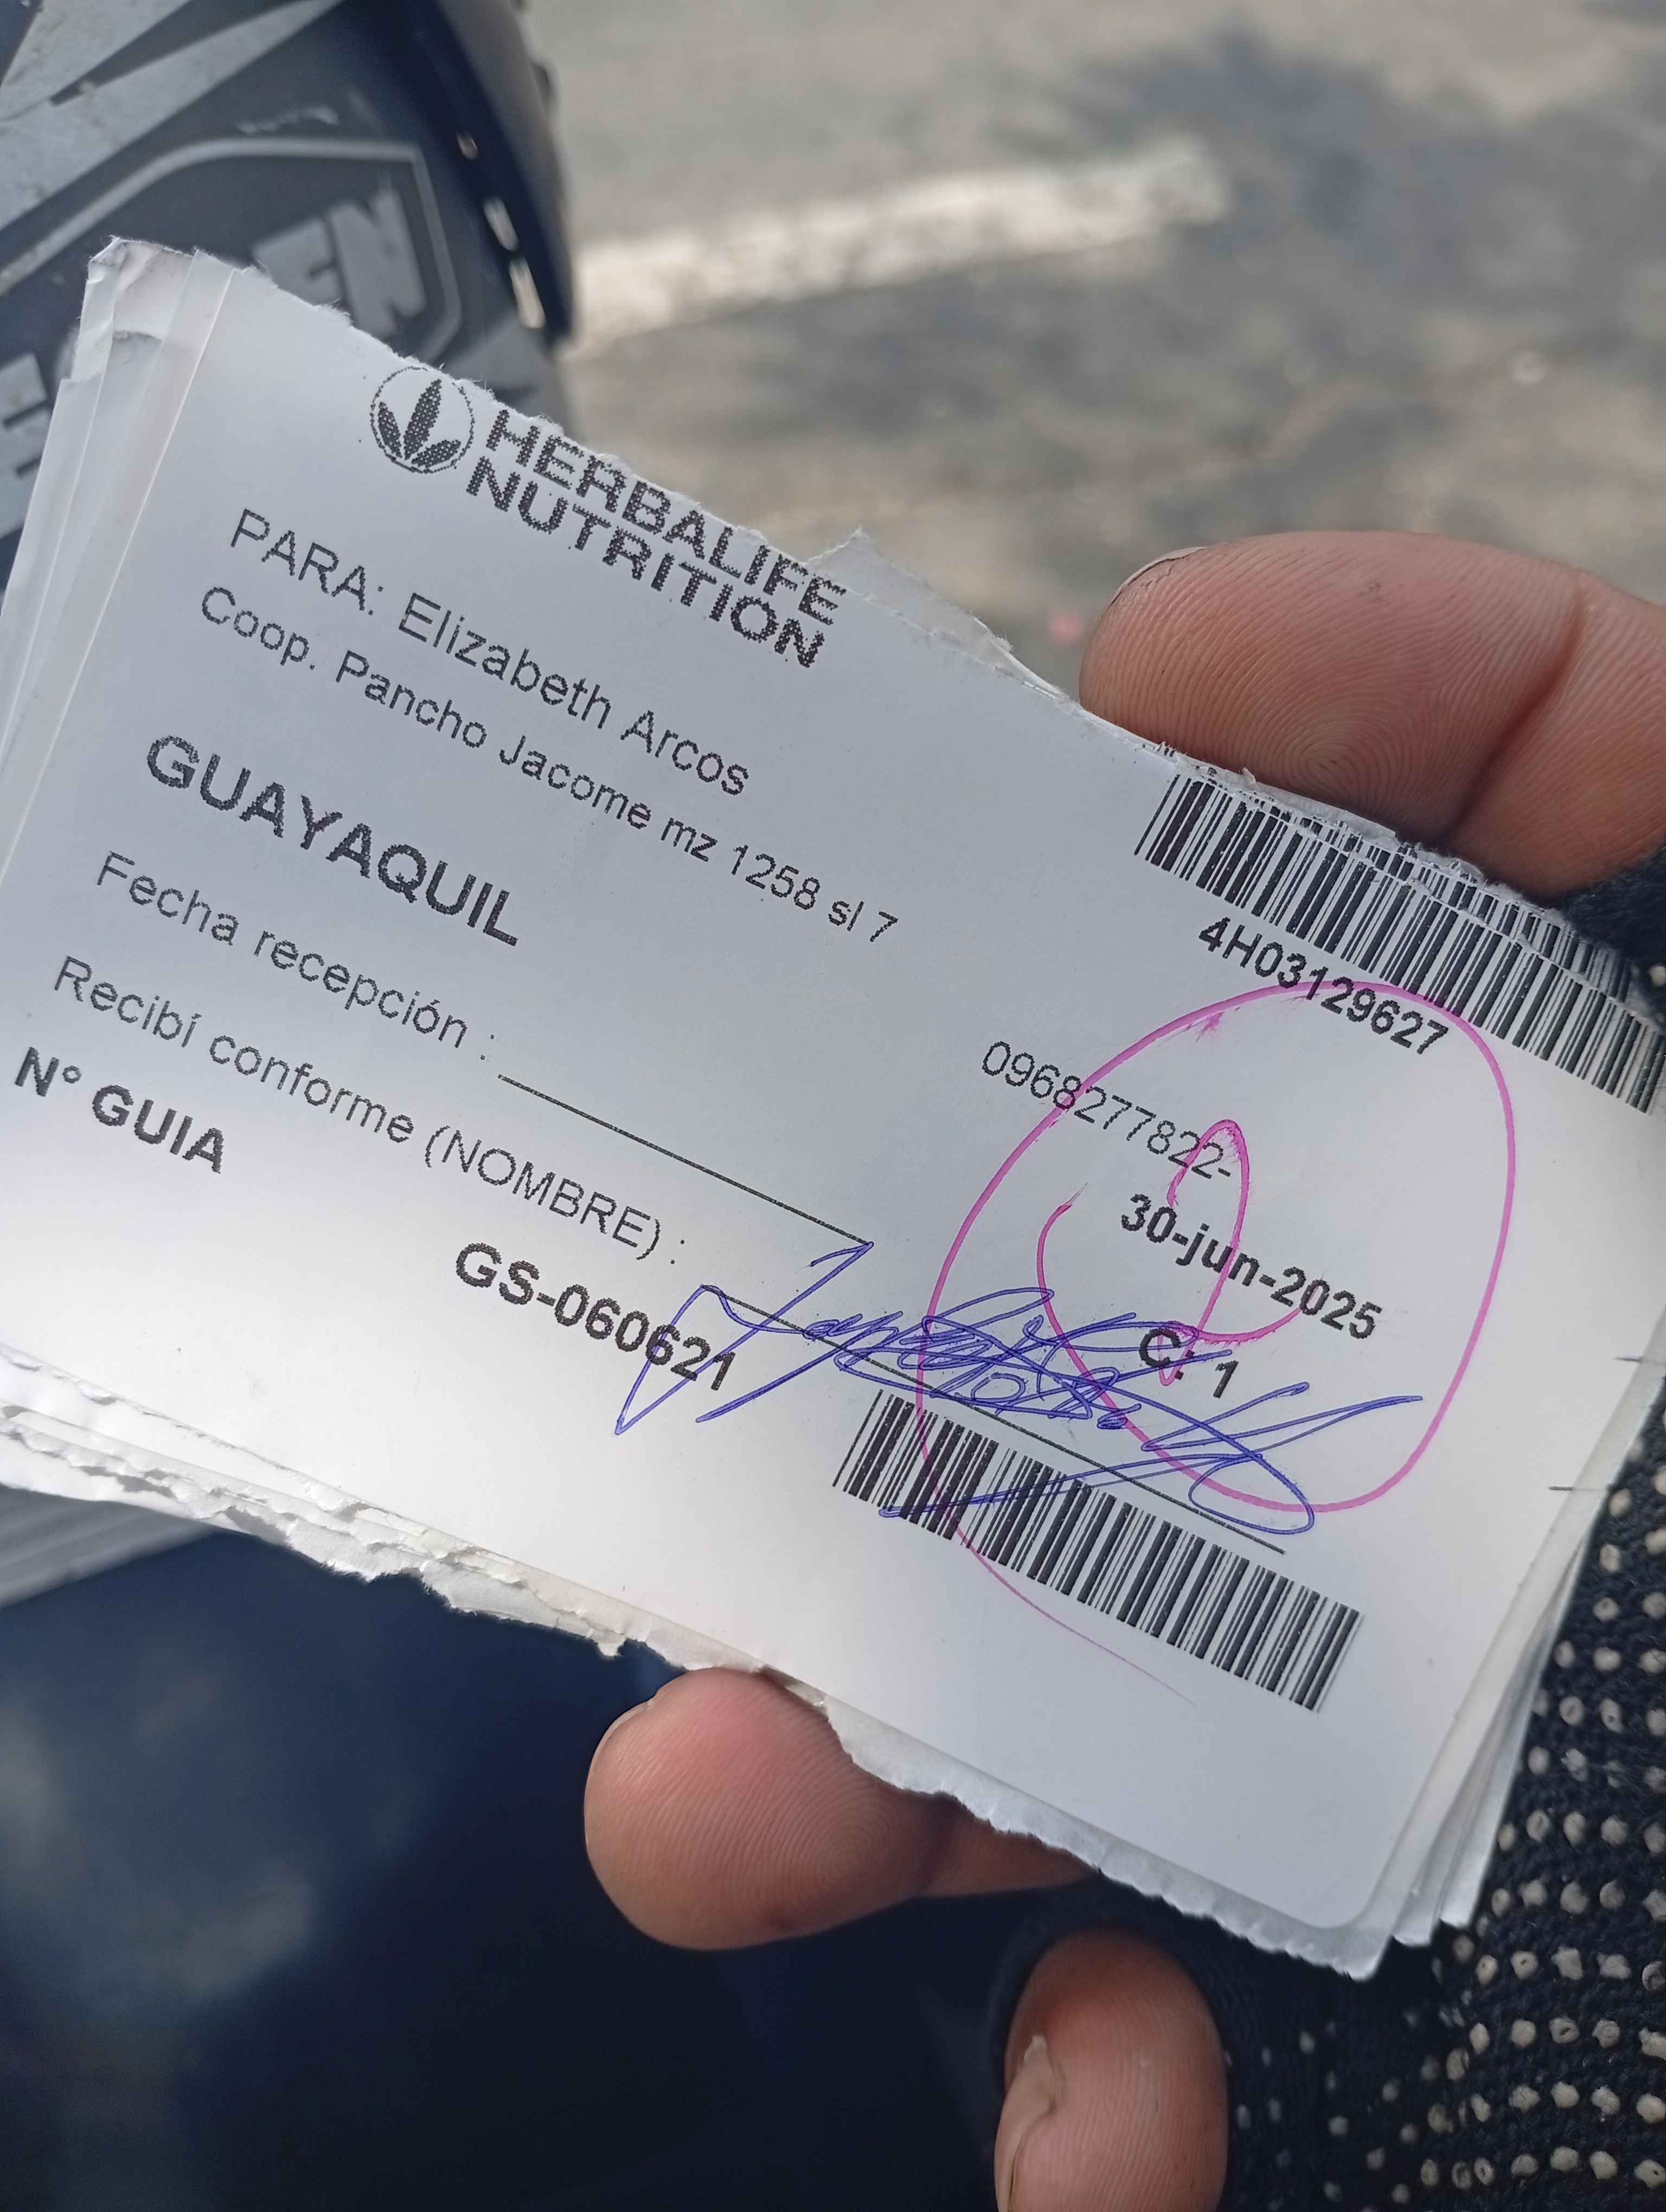 HERBALIFE
NUTRITION
PARA: Elizabeth Arcos
Coop. Pancho Jacome mz 1258 sl 7
GUAYAQUIL
4H03129627
0968277822-
30-jun-2025
C: 1
Fecha recepción :
Recibí conforme (NOMBRE) :
N° GUIA
GS-060621